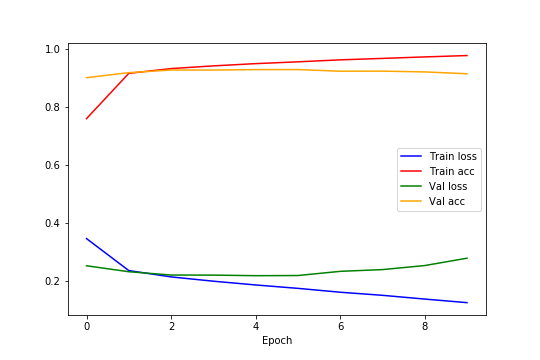 1.0
0.8
0.6
0.4
0.2
Train loss
Train acc
Val loss
Val acc
0 2 4 6 8
Epoch